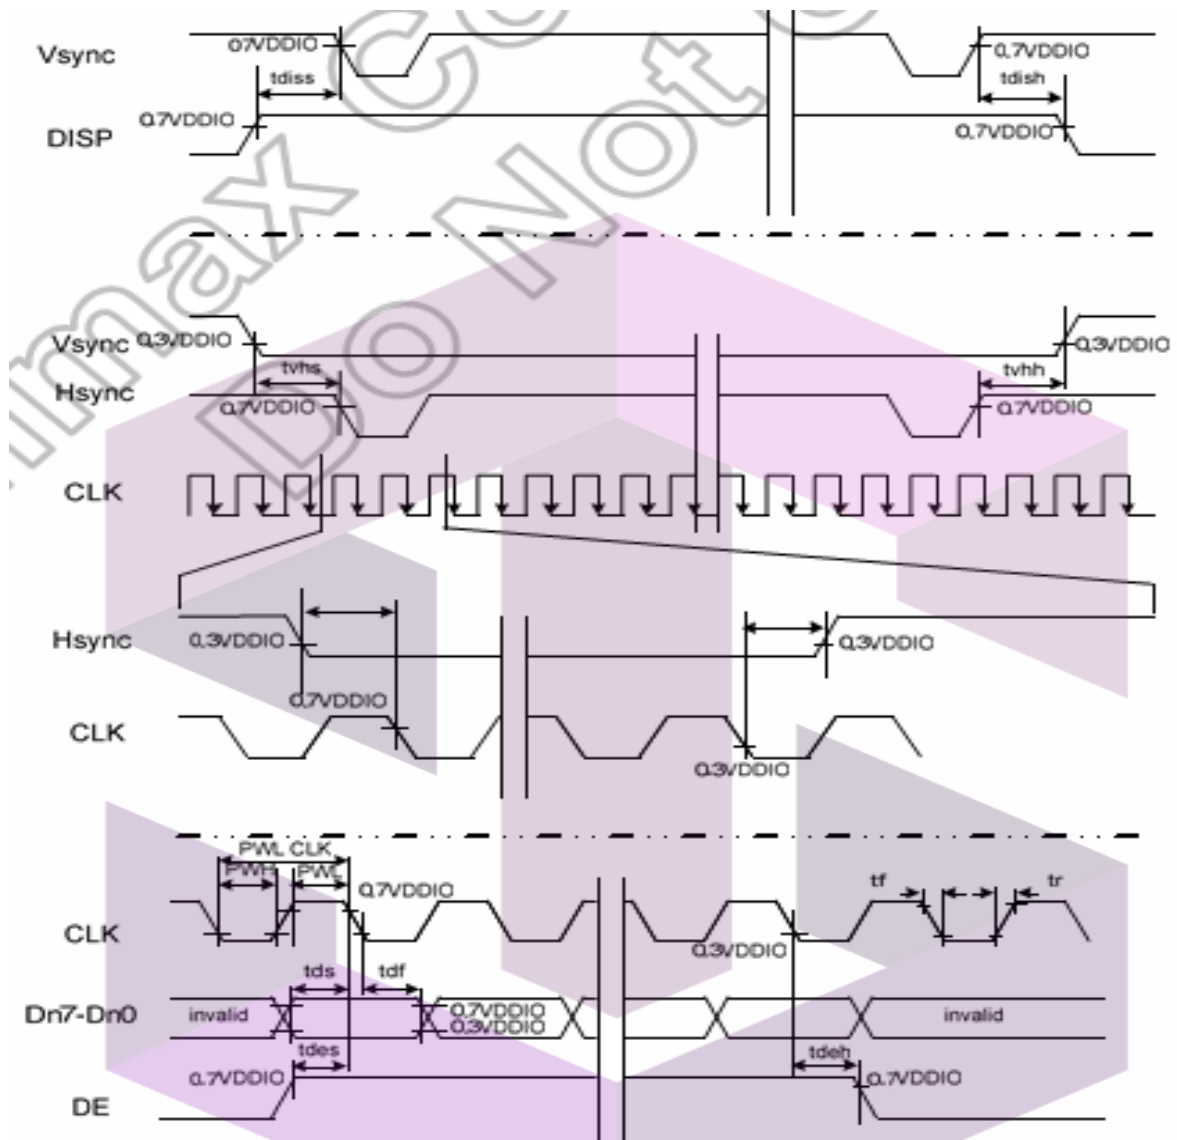 Vsync
0.7VDDIO
0.7VDDIO
tdiss
tdish
0.7VDDIO
0.7VDDIO
DISP
Vsync
0.3VDDIO
0.3VDDIO
tvhs
tvhh
Hsync
0.7VDDIO
0.7VDDIO
CLK
Hsync
0.3VDDIO
0.3VDDIO
0.7VDDIO
CLK
0.3VDDIO
PWL CLK
PWH
PWL
0.7VDDIO
tf
tr
CLK
0.3VDDIO
tds
tdf
Dn7-Dn0
invalid
0.7VDDIO
0.3VDDIO
invalid
tdes
tdeh
0.7VDDIO
0.7VDDIO
DE
Do Not